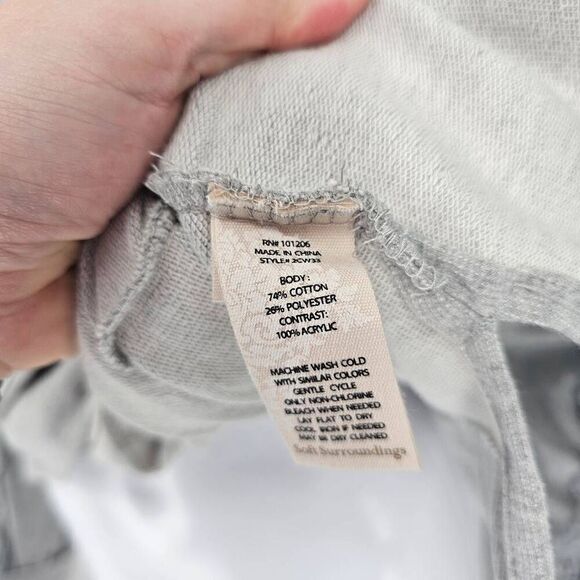 RN# 101206
MADE IN CHINA
STYLE# 2CW33
BODY:
74% COTTON
26% POLYESTER
CONTRAST:
100% ACRYLIC
MACHINE WASH COLD
WITH SIMILAR COLORS
GENTLE CYCLE
ONLY NON-CHLORINE
BLEACH WHEN NEEDED
LAY FLAT TO DRY
COOL IRON IF NEEDED
MAY BE DRY CLEANED
Soft Surroundings